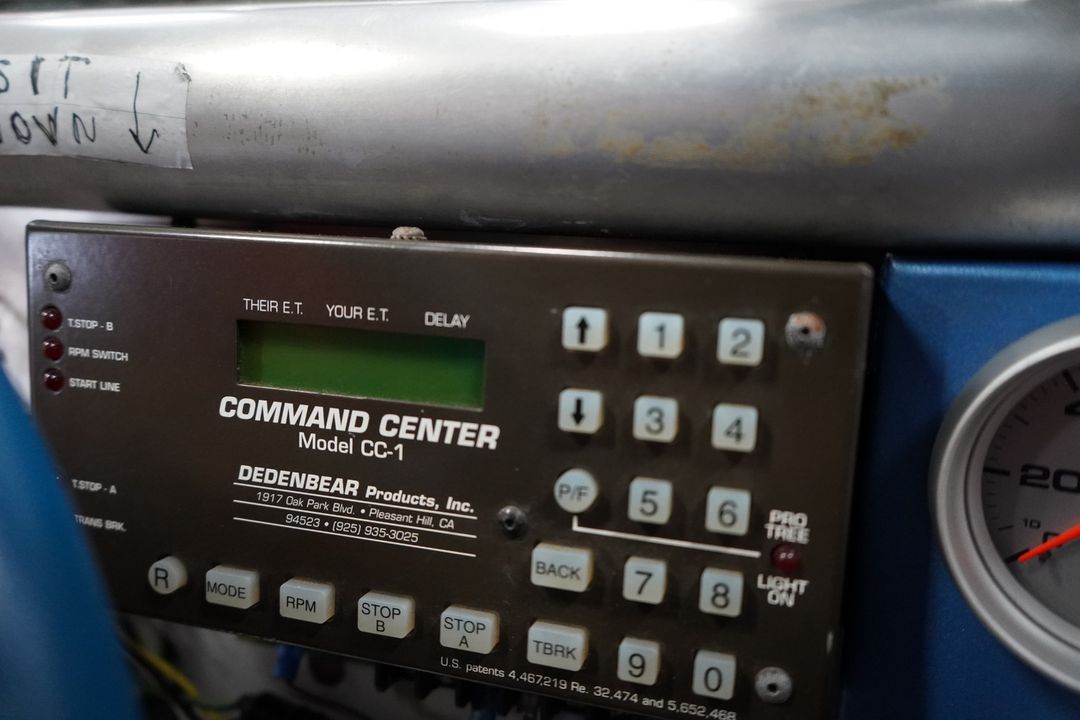 SIT ↓
THEIR E.T. YOUR E.T. DELAY
T.STOP - B
RPM SWITCH
START LINE
COMMAND CENTER
Model CC-1
DEDENBEAR Products, Inc.
1917 Oak Park Blvd. • Pleasant Hill, CA
94523 • (925) 935-3025
T.STOP - A
TRANS BRK.
↑ 1 2
↓ 3 4
P/F 5 6
PRO
TREE
LIGHT
ON
BACK 7 8
R MODE RPM STOP B STOP A TBRK 9 0
U.S. patents 4,467,219 Re. 32,474 and 5,652,468
20
10
0